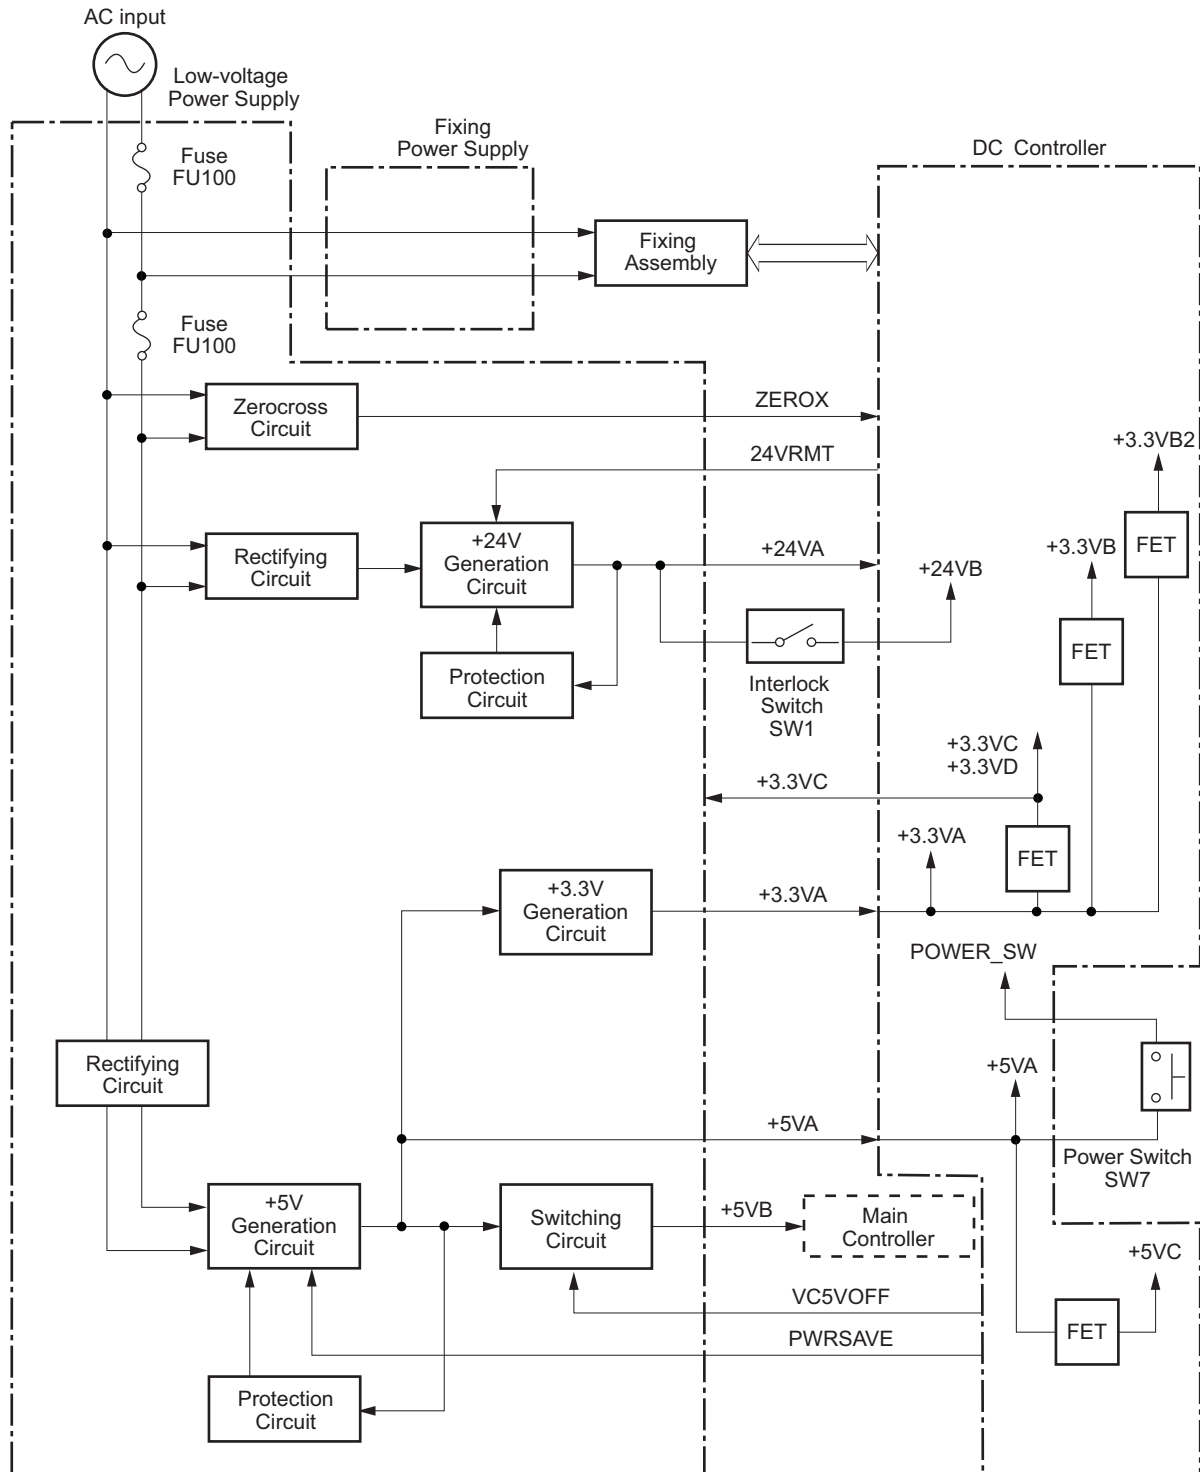 AC input
Low-voltage
Power Supply
Fuse
FU100
Fixing
Power Supply
DC Controller
Fixing
Assembly
Fuse
FU100
Zerocross
Circuit
ZEROX
24VRMT
+3.3VB2
FET
Rectifying
Circuit
+24V
Generation
Circuit
+24VA
+24VB
+3.3VB
FET
Protection
Circuit
Interlock
Switch
SW1
+3.3VC
+3.3VD
+3.3VC
+3.3VA
FET
+3.3V
Generation
Circuit
+3.3VA
POWER_SW
Rectifying
Circuit
+5VA
+5VA
Power Switch
SW7
+5V
Generation
Circuit
Switching
Circuit
+5VB
Main
Controller
+5VC
VC5VOFF
FET
PWRSAVE
Protection
Circuit